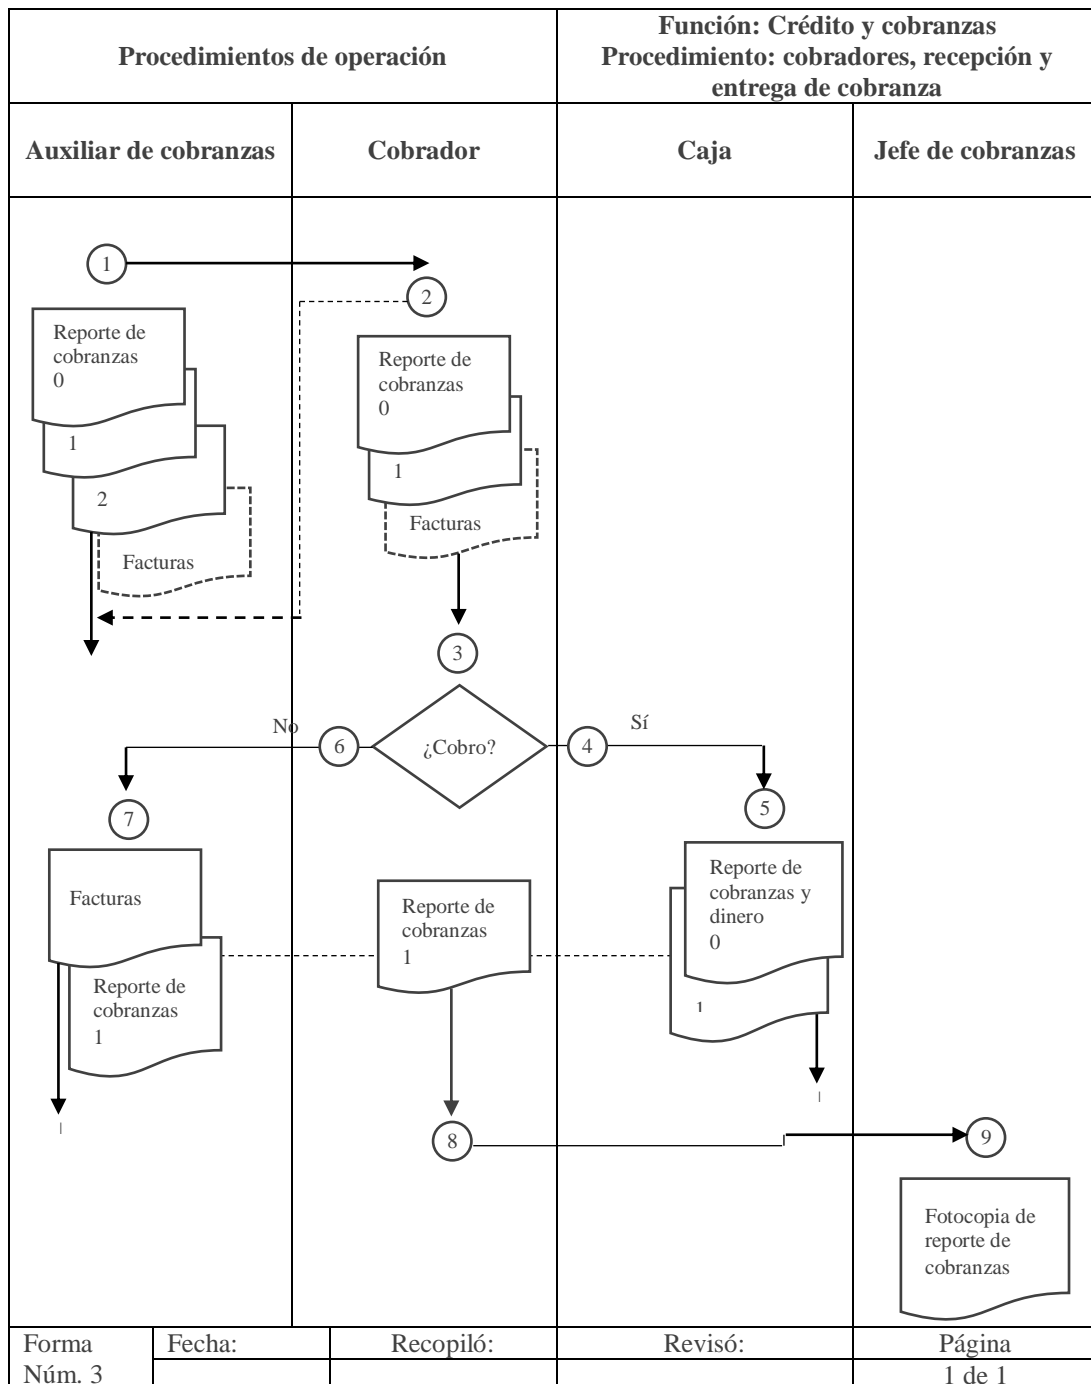 Procedimientos de operación
Función: Crédito y cobranzas
Procedimiento: cobradores, recepción y
entrega de cobranza
Auxiliar de cobranzas
Cobrador
Caja
Jefe de cobranzas
1
2
Reporte de
cobranzas
0
1
2
Facturas
Reporte de
cobranzas
0
1
Facturas
3
¿Cobro?
No
6
4
Sí
7
5
Facturas
Reporte de
cobranzas
1
Reporte de
cobranzas
1
Reporte de
cobranzas y
dinero
0
1
8
9
Fotocopia de
reporte de
cobranzas
Forma
Núm. 3
Fecha:
Recopiló:
Revisó:
Página
1 de 1